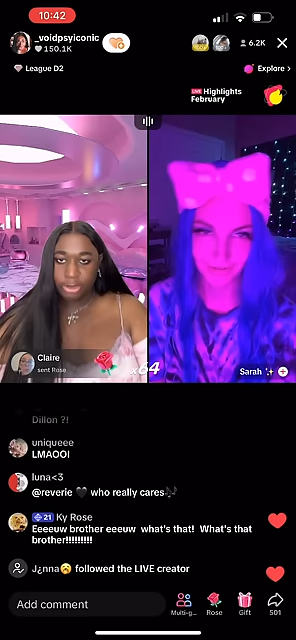 10:42
_voidpsyiconic
150.1K
6.2K
League D2
Explore >
LIVE Highlights
February
Claire
sent Rose
x64
Sarah
Dillon ?!
uniqueee
LMAOOI
luna<3
@reverie 🖤 who really cares🎶
21 Ky Rose
Eeeeuw brother eeeuw what's that! What's that
brother!!!!!!!!!
J¿nna😮 followed the LIVE creator
Add comment
Multi-g...
Rose
Gift
501